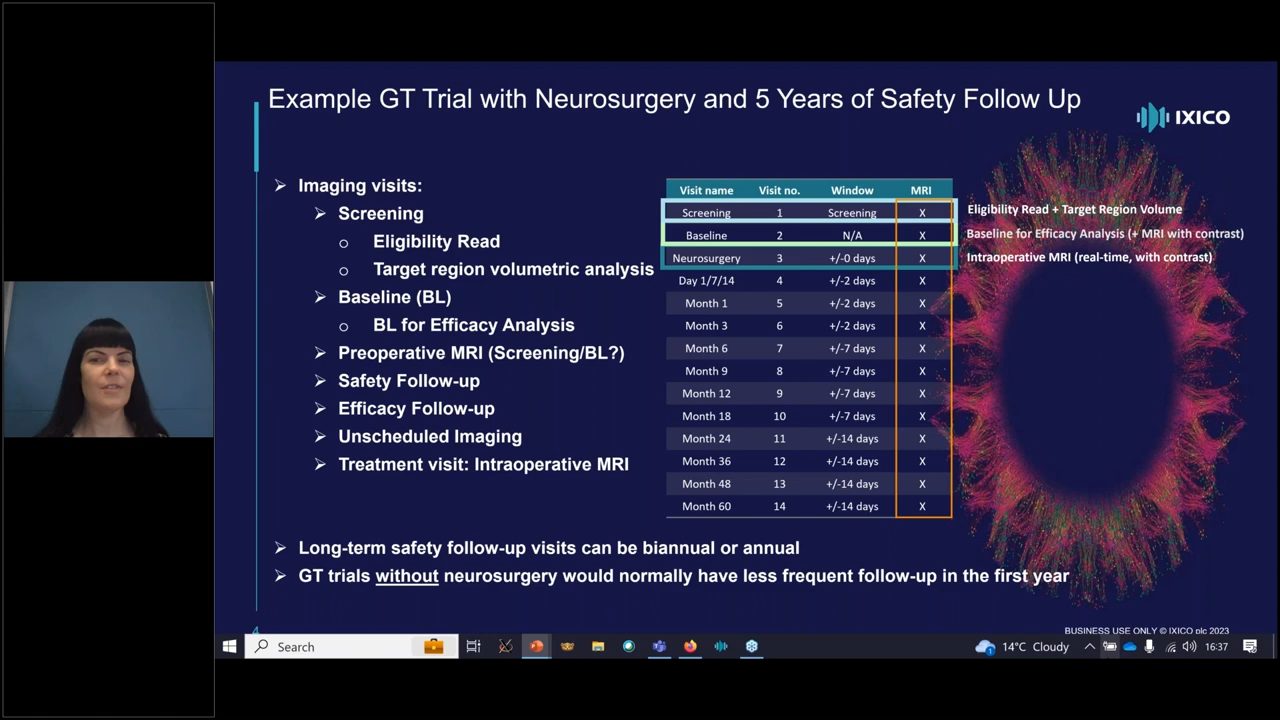 Example GT Trial with Neurosurgery and 5 Years of Safety Follow Up
IXICO
Imaging visits:
Screening
Eligibility Read
Target region volumetric analysis
Baseline (BL)
BL for Efficacy Analysis
Preoperative MRI (Screening/BL?)
Safety Follow-up
Efficacy Follow-up
Unscheduled Imaging
Treatment visit: Intraoperative MRI
Visit name Visit no. Window MRI
Screening 1 Screening X
Baseline 2 N/A X
Neurosurgery 3 +/-0 days X
Day 1/7/14 4 +/-2 days X
Month 1 5 +/-2 days X
Month 3 6 +/-2 days X
Month 6 7 +/-7 days X
Month 9 8 +/-7 days X
Month 12 9 +/-7 days X
Month 18 10 +/-7 days X
Month 24 11 +/-14 days X
Month 36 12 +/-14 days X
Month 48 13 +/-14 days X
Month 60 14 +/-14 days X
Eligibility Read + Target Region Volume
Baseline for Efficacy Analysis (+ MRI with contrast)
Intraoperative MRI (real-time, with contrast)
Long-term safety follow-up visits can be biannual or annual
GT trials without neurosurgery would normally have less frequent follow-up in the first year
4
BUSINESS USE ONLY © IXICO plc 2023
Search
1
14°C Cloudy
16:37